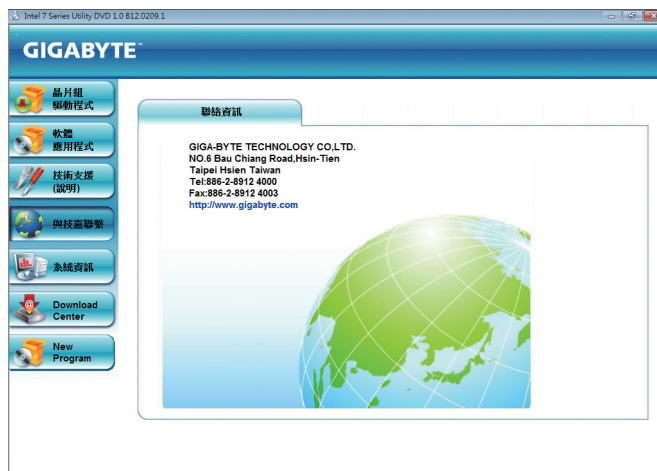 Intel 7 Series Utility DVD 1.0 B12.0209.1
GIGABYTE™
晶片組
驅動程式
軟體
應用程式
技術支援
(說明)
與技嘉聯繫
系統資訊
Download
Center
New
Program
聯絡資訊
GIGA-BYTE TECHNOLOGY CO,LTD.
NO.6 Bau Chiang Road,Hsin-Tien
Taipei Hsien Taiwan
Tel:886-2-8912 4000
Fax:886-2-8912 4003
http://www.gigabyte.com